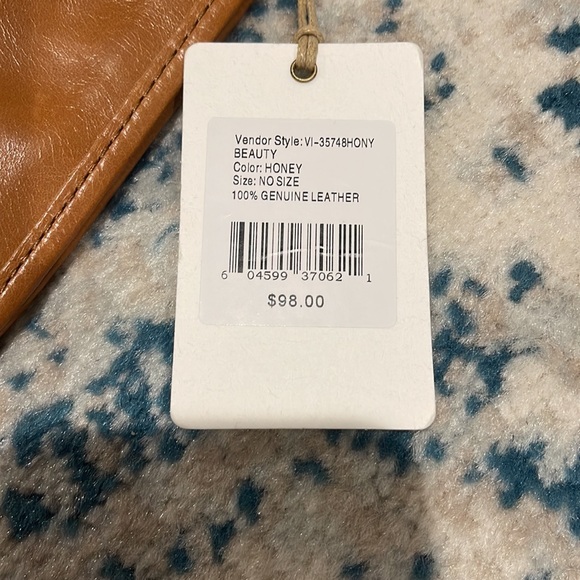 Vendor Style: VI-35748HONY
BEAUTY
Color: HONEY
Size: NO SIZE
100% GENUINE LEATHER
6 04599 37062 1
$98.00